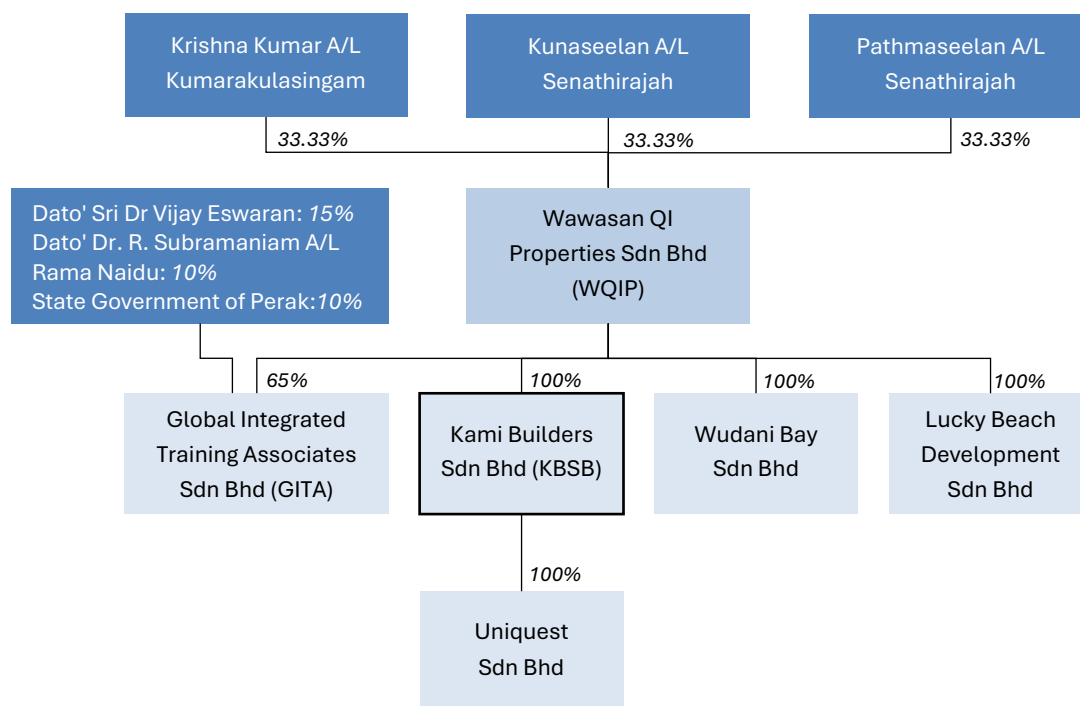 Krishna Kumar A/L
Kumarakulasingam
Kunaseelan A/L
Senathirajah
Pathmaseelan A/L
Senathirajah
33.33%
33.33%
33.33%
Dato' Sri Dr Vijay Eswaran: 15%
Dato' Dr. R. Subramaniam A/L
Rama Naidu: 10%
State Government of Perak:10%
Wawasan QI
Properties Sdn Bhd
(WQIP)
65%
100%
100%
100%
Global Integrated
Training Associates
Sdn Bhd (GITA)
Kami Builders
Sdn Bhd (KBSB)
Wudani Bay
Sdn Bhd
Lucky Beach
Development
Sdn Bhd
100%
Uniquest
Sdn Bhd